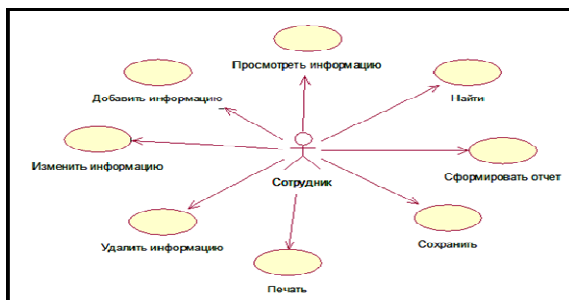 Просмотреть информацию
Добавить информацию
Найти
Изменить информацию
Сотрудник
Сформировать отчет
Удалить информацию
Сохранить
Печать